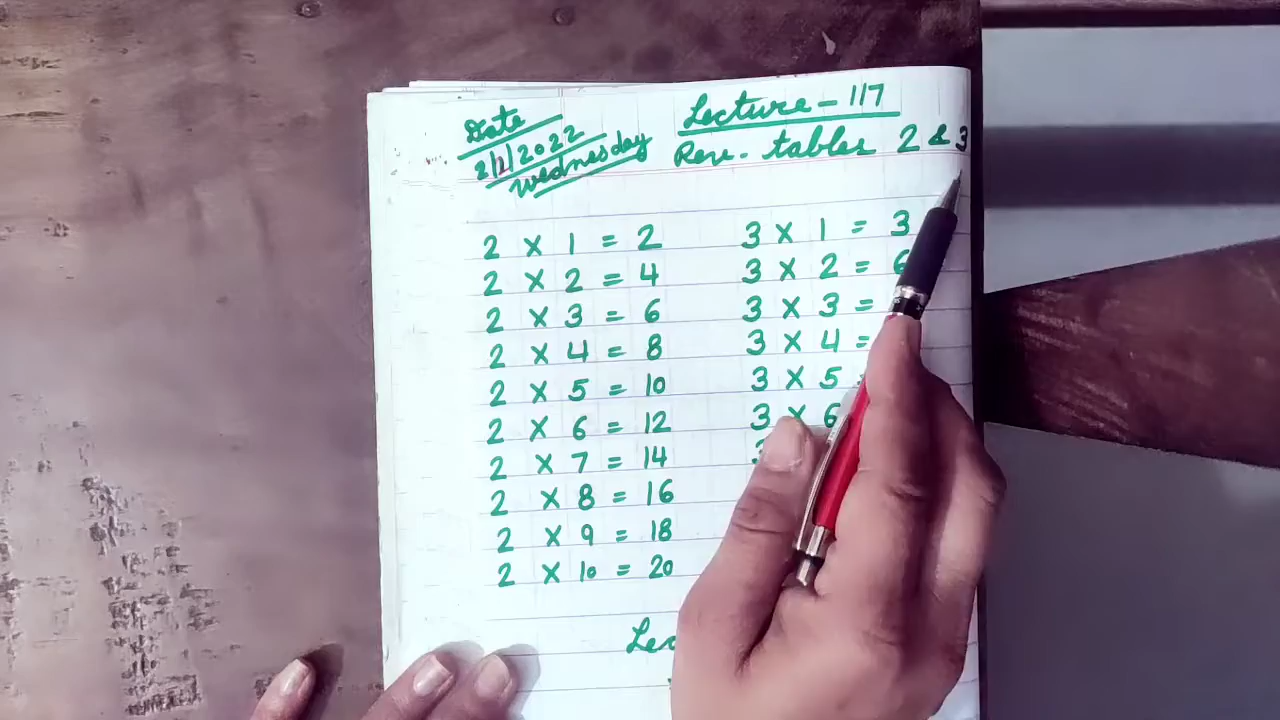 Date
2/2/2022
Wednesday
Lecture - 117
Rev. tables 2 & 3
2 X 1 = 2
2 X 2 = 4
2 X 3 = 6
2 X 4 = 8
2 X 5 = 10
2 X 6 = 12
2 X 7 = 14
2 X 8 = 16
2 X 9 = 18
2 X 10 = 20
3 X 1 = 3
3 X 2 = 6
3 X 3 =
3 X 4 =
3 X 5
3 X 6